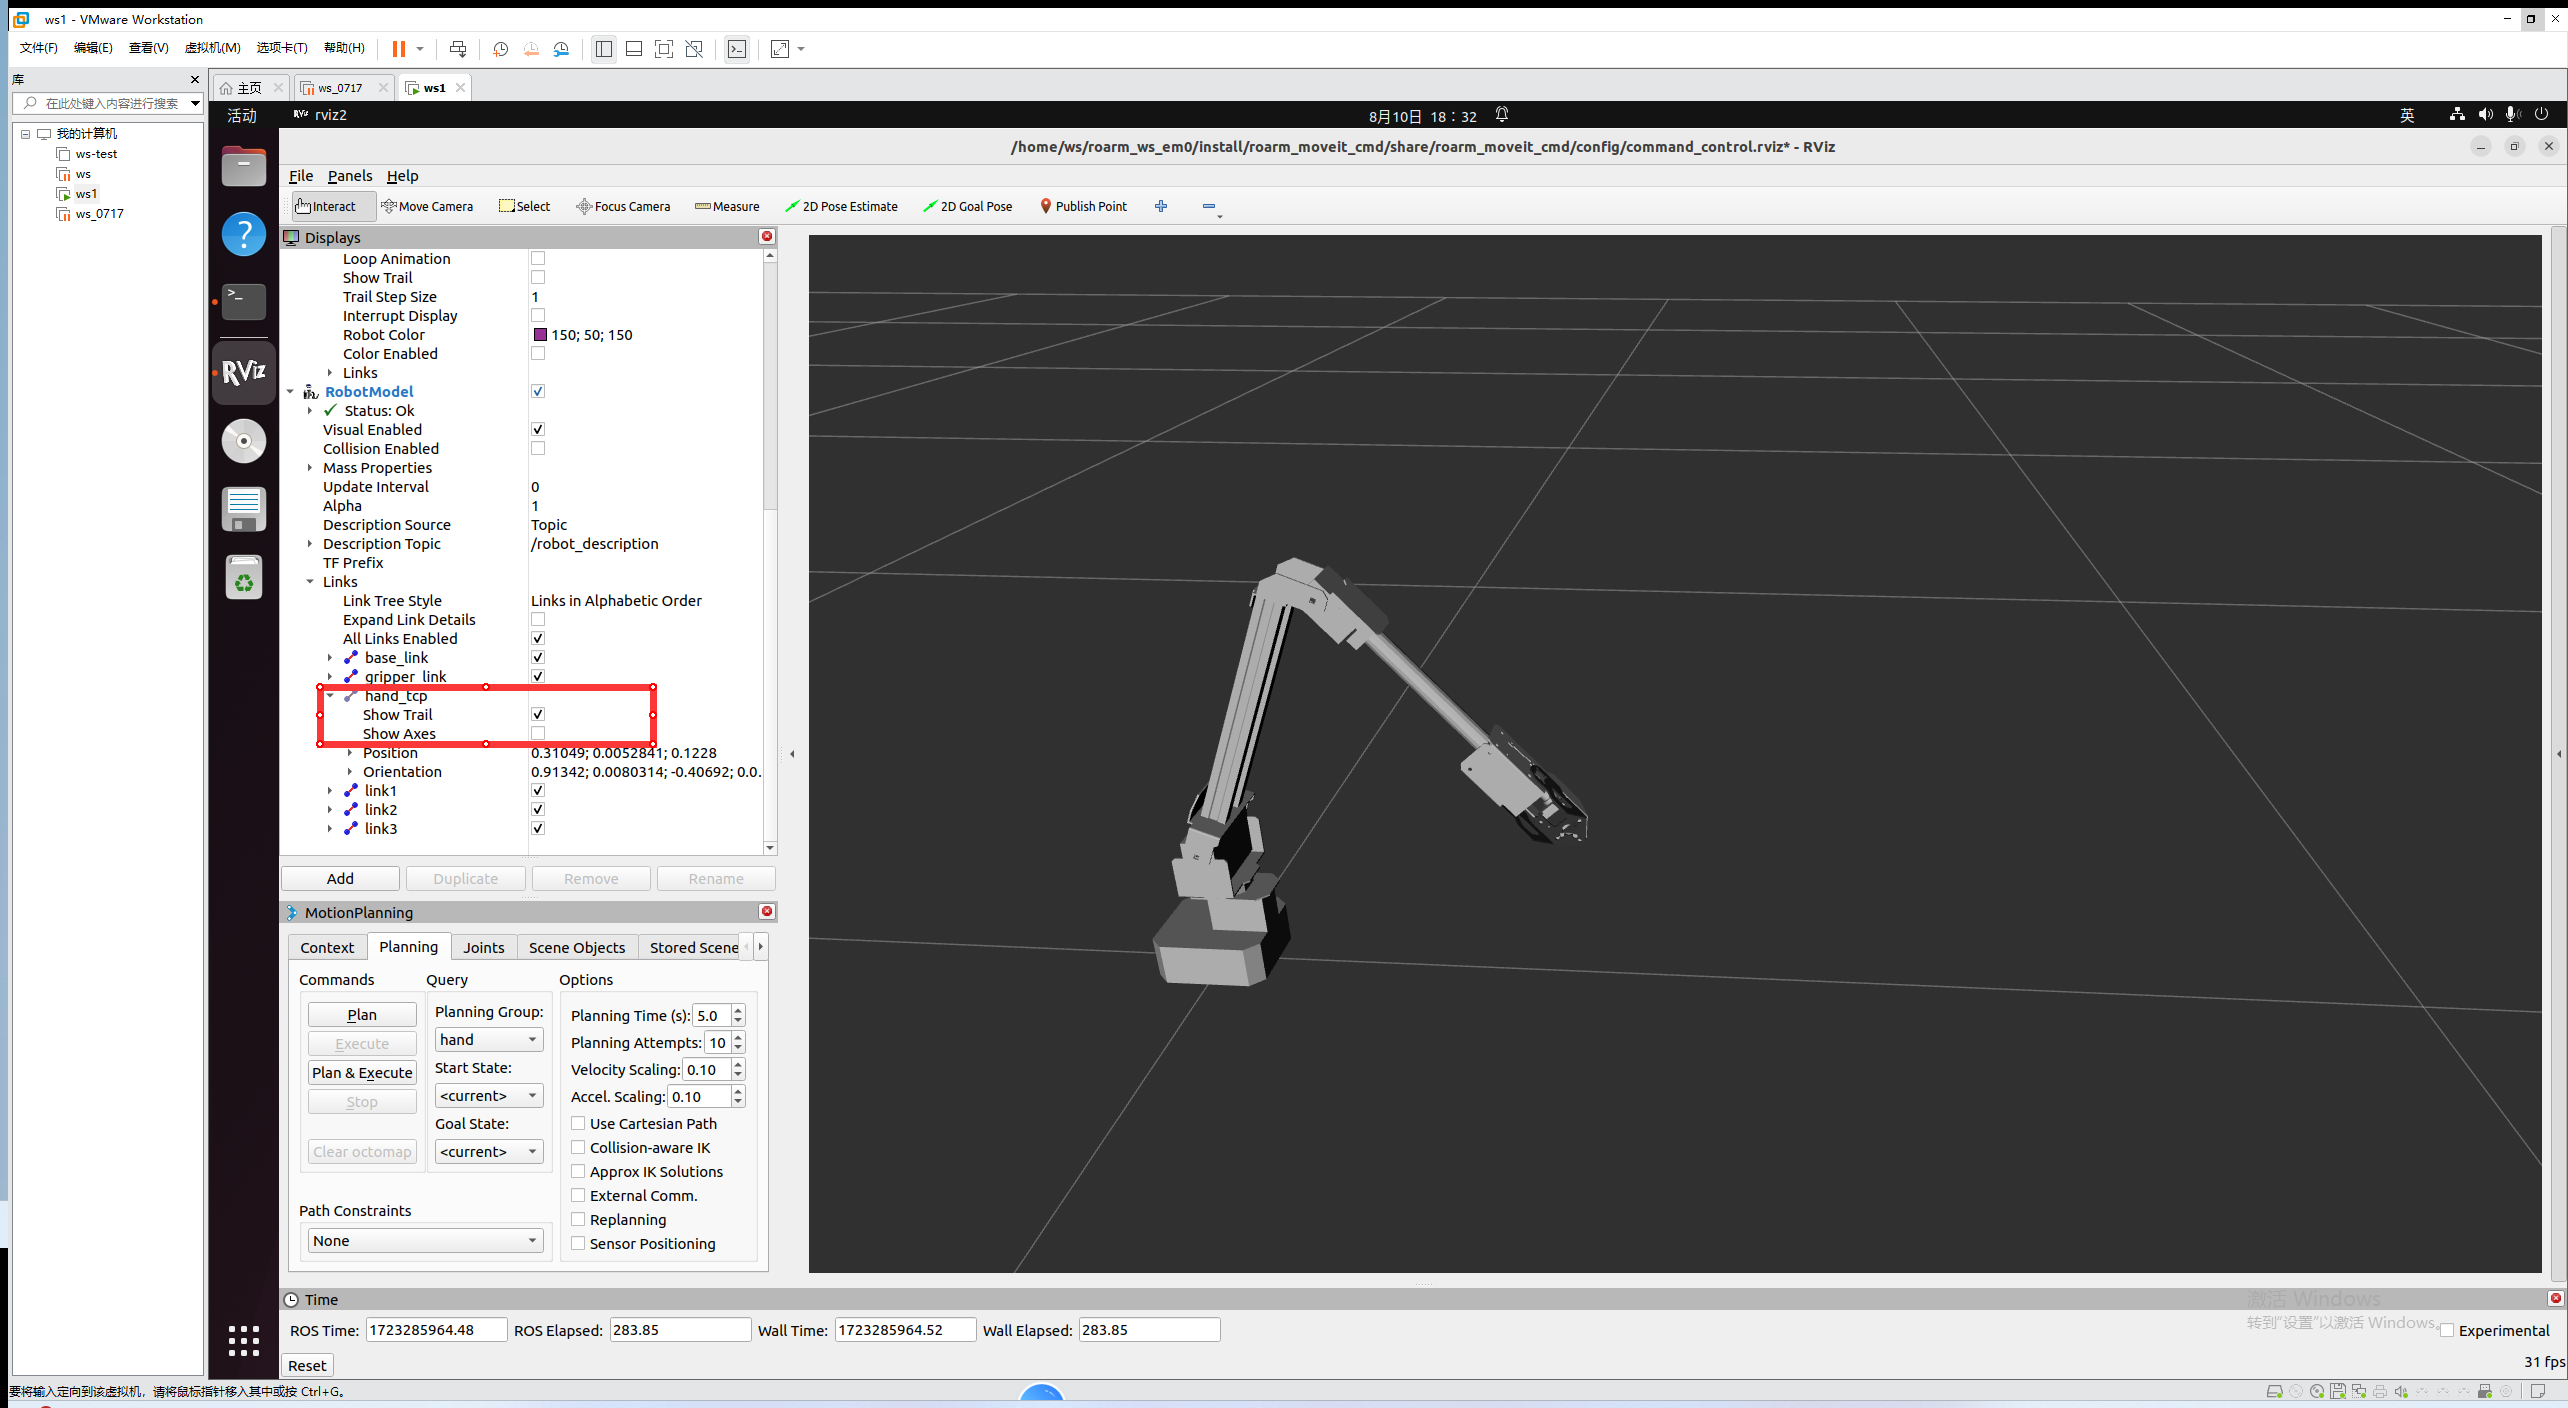 ws1 - VMware Workstation
文件(F) 编辑(E) 查看(V) 虚拟机(M) 选项卡(T) 帮助(H)
库
在此处键入内容进行搜索
我的计算机
ws-test
ws
ws1
ws_0717
主页 ws_0717 ws1
活动 RViz rviz2 8月10日 18：32 英
/home/ws/roarm_ws_em0/install/roarm_moveit_cmd/share/roarm_moveit_cmd/config/command_control.rviz* - RViz
File Panels Help
Interact Move Camera Select Focus Camera Measure 2D Pose Estimate 2D Goal Pose Publish Point
RViz
Displays
Loop Animation
Show Trail
Trail Step Size 1
Interrupt Display
Robot Color 150; 50; 150
Color Enabled
Links
RobotModel
Status: Ok
Visual Enabled
Collision Enabled
Mass Properties
Update Interval 0
Alpha 1
Description Source Topic
Description Topic /robot_description
TF Prefix
Links
Link Tree Style Links in Alphabetic Order
Expand Link Details
All Links Enabled
base_link
gripper_link
hand_tcp
Show Trail
Show Axes
Position 0.31049; 0.0052841; 0.1228
Orientation 0.91342; 0.0080314; -0.40692; 0.0.
link1
link2
link3
Add Duplicate Remove Rename
MotionPlanning
Context Planning Joints Scene Objects Stored Scene
Commands Query Options
Plan
Execute
Plan & Execute
Stop
Clear octomap
Planning Group:
hand
Start State:
<current>
Goal State:
<current>
Planning Time (s): 5.0
Planning Attempts: 10
Velocity Scaling: 0.10
Accel. Scaling: 0.10
Use Cartesian Path
Collision-aware IK
Approx IK Solutions
External Comm.
Replanning
Sensor Positioning
Path Constraints
None
Time
ROS Time: 1723285964.48 ROS Elapsed: 283.85 Wall Time: 1723285964.52 Wall Elapsed: 283.85
激活 Windows
转到"设置"以激活 Windows。
Experimental
Reset
31 fps
要将输入定向到该虚拟机，请将鼠标指针移入其中或按 Ctrl+G。